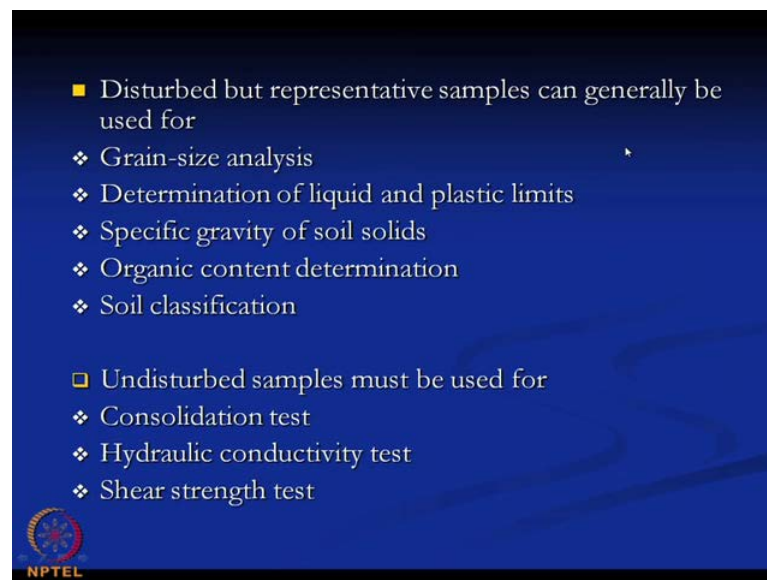 Disturbed but representative samples can generally be
used for
Grain-size analysis
Determination of liquid and plastic limits
Specific gravity of soil solids
Organic content determination
Soil classification
Undisturbed samples must be used for
Consolidation test
Hydraulic conductivity test
Shear strength test
NPTEL